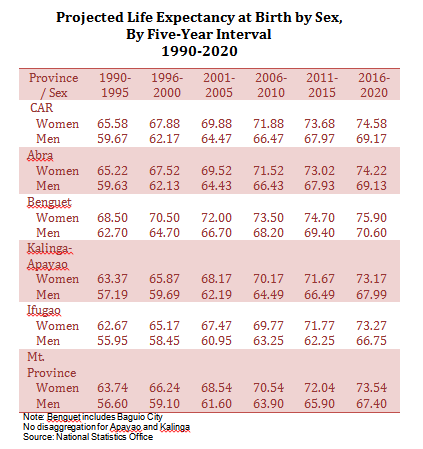 Projected Life Expectancy at Birth by Sex,
By Five-Year Interval
1990-2020
Province / Sex 1990-1995 1996-2000 2001-2005 2006-2010 2011-2015 2016-2020
CAR
Women 65.58 67.88 69.88 71.88 73.68 74.58
Men 59.67 62.17 64.47 66.47 67.97 69.17
Abra
Women 65.22 67.52 69.52 71.52 73.02 74.22
Men 59.63 62.13 64.43 66.47 67.93 69.13
Benguet
Women 68.50 70.50 72.00 73.50 74.70 75.90
Men 62.70 64.70 66.70 68.20 69.40 70.60
Kalinga-
Apayao
Women 63.37 65.87 68.17 70.17 71.67 73.17
Men 57.19 59.69 62.19 64.49 66.49 67.99
Ifugao
Women 62.67 65.17 67.47 69.77 71.77 73.27
Men 55.95 58.45 60.95 63.25 62.25 66.75
Mt.
Province
Women 63.74 66.24 68.54 70.54 72.04 73.54
Men 56.60 59.10 61.60 63.90 65.90 67.40
Note: Benguet includes Baguio City
No disaggregation for Apayao and Kalinga
Source: National Statistics Office